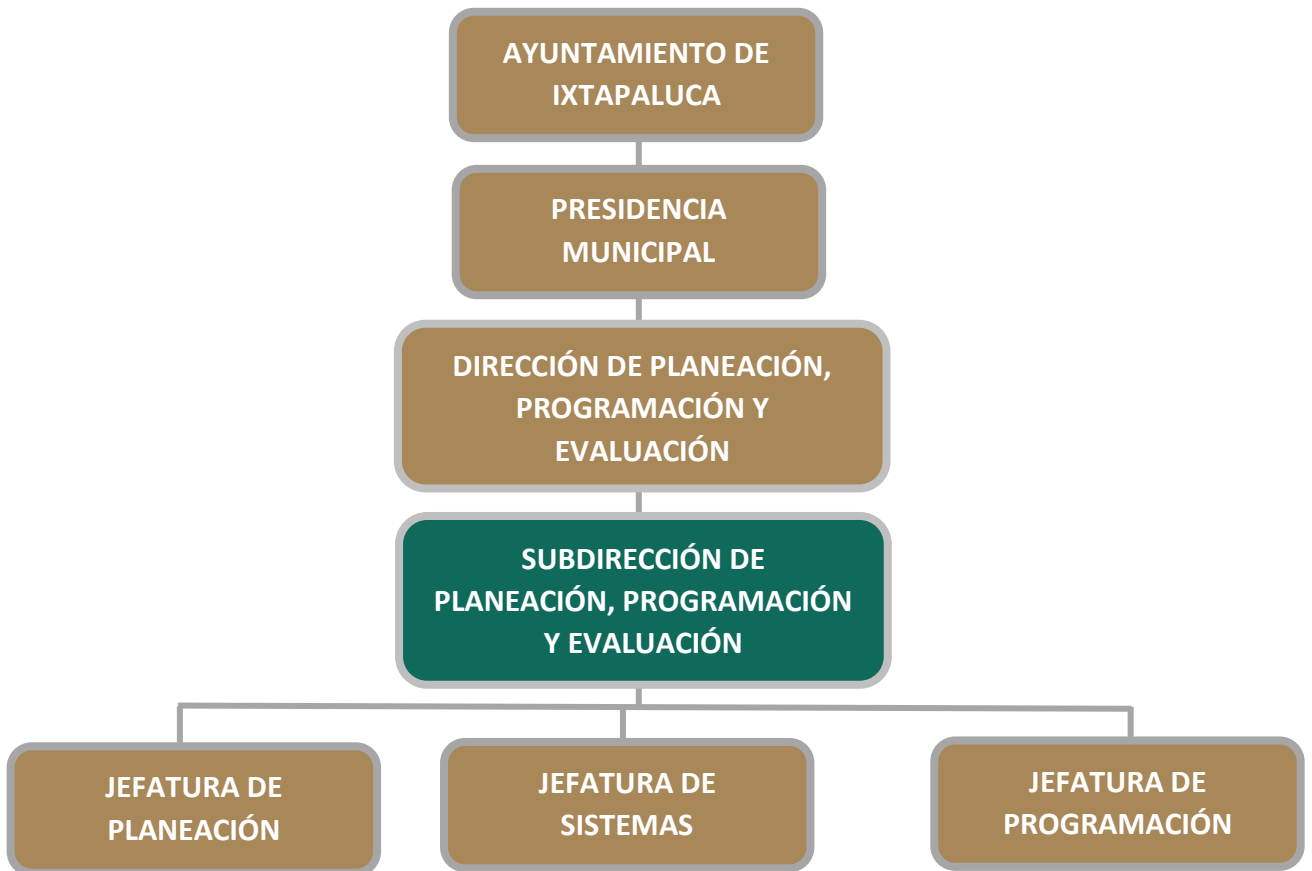 AYUNTAMIENTO DE
IXTAPALUCA
PRESIDENCIA
MUNICIPAL
DIRECCIÓN DE PLANEACIÓN,
PROGRAMACIÓN Y
EVALUACIÓN
SUBDIRECCIÓN DE
PLANEACIÓN, PROGRAMACIÓN
Y EVALUACIÓN
JEFATURA DE
PLANEACIÓN
JEFATURA DE
SISTEMAS
JEFATURA DE
PROGRAMACIÓN